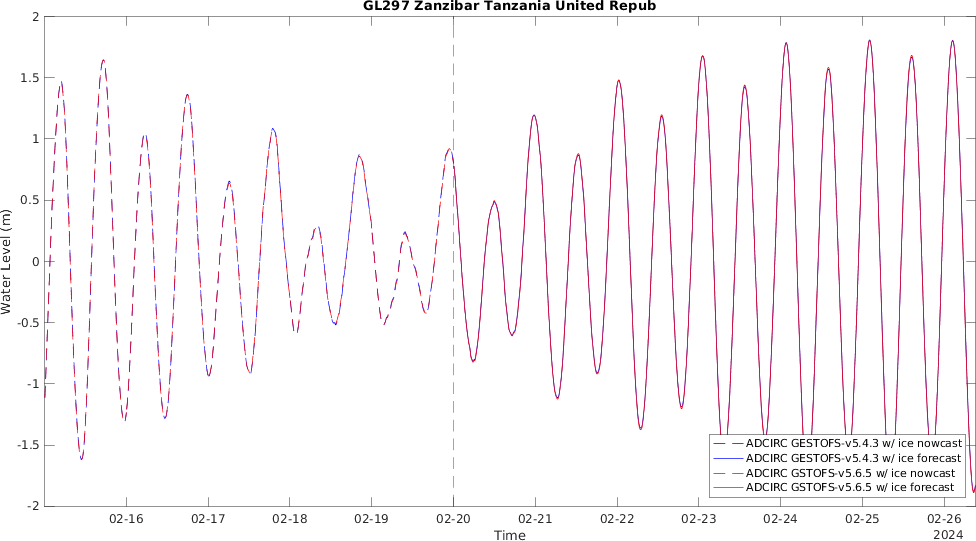 GL297 Zanzibar Tanzania United Repub
2
1.5
1
0.5
0
-0.5
-1
-1.5
-2
Water Level (m)
ADCIRC GESTOFS-v5.4.3 w/ ice nowcast
ADCIRC GESTOFS-v5.4.3 w/ ice forecast
ADCIRC GSTOFS-v5.6.5 w/ ice nowcast
ADCIRC GSTOFS-v5.6.5 w/ ice forecast
02-16 02-17 02-18 02-19 02-20 02-21 02-22 02-23 02-24 02-25 02-26
Time 2024